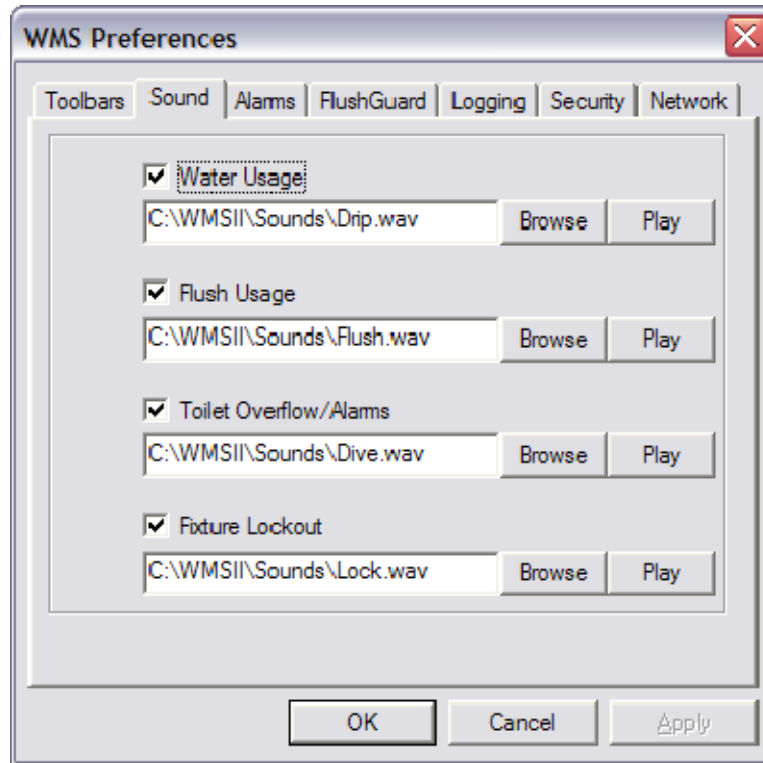 WMS Preferences
Toolbars Sound Alarms FlushGuard Logging Security Network
Water Usage
C:\WMSII\Sounds\Drip.wav Browse Play
Flush Usage
C:\WMSII\Sounds\Flush.wav Browse Play
Toilet Overflow/Alarms
C:\WMSII\Sounds\Dive.wav Browse Play
Fixture Lockout
C:\WMSII\Sounds\Lock.wav Browse Play
OK Cancel Apply